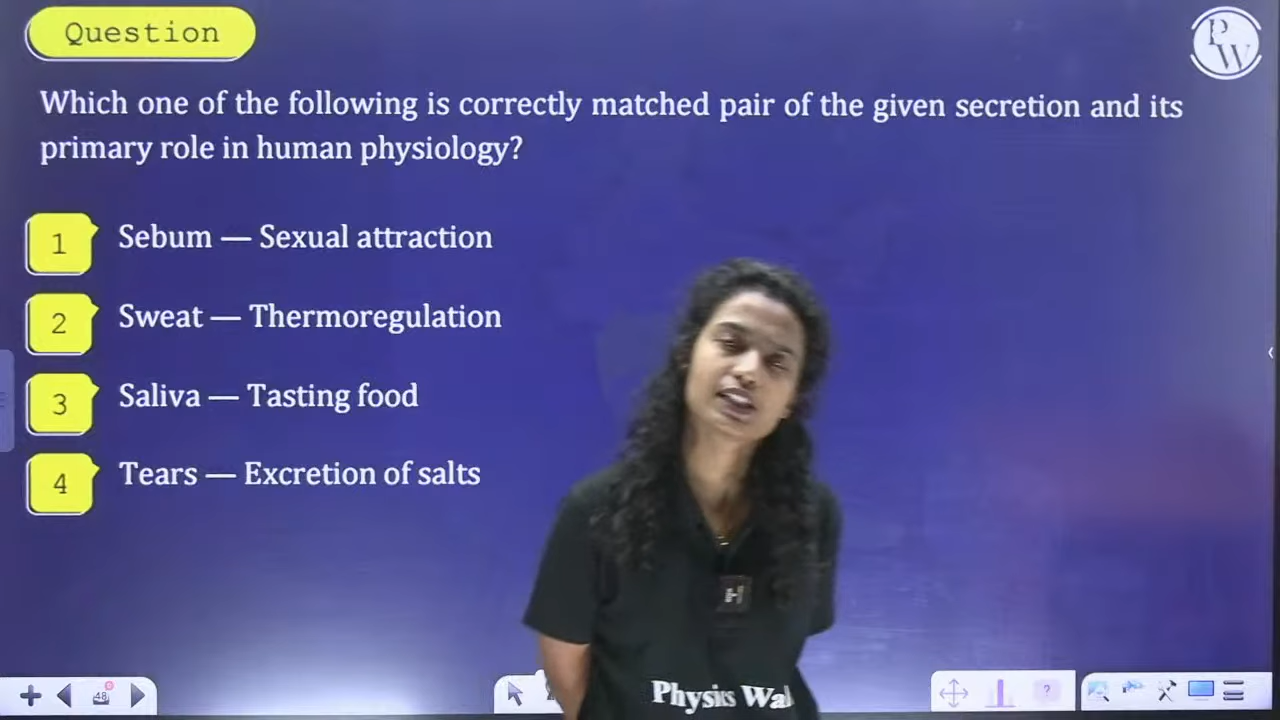 Question
PW
Which one of the following is correctly matched pair of the given secretion and its
primary role in human physiology?
1 Sebum — Sexual attraction
2 Sweat — Thermoregulation
3 Saliva — Tasting food
4 Tears — Excretion of salts
H
Physics Wal
48
?